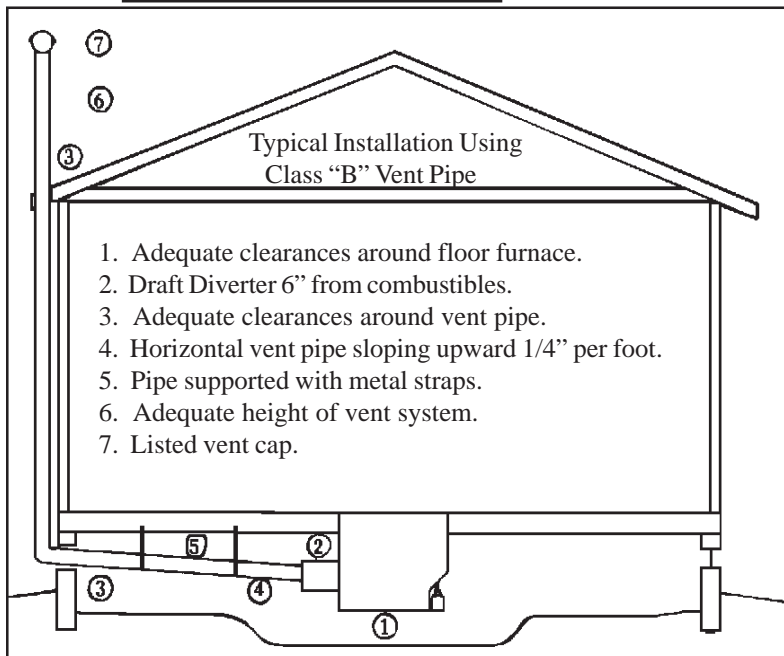 7
6
3
Typical Installation Using
Class “B” Vent Pipe
1. Adequate clearances around floor furnace.
2. Draft Diverter 6” from combustibles.
3. Adequate clearances around vent pipe.
4. Horizontal vent pipe sloping upward 1/4” per foot.
5. Pipe supported with metal straps.
6. Adequate height of vent system.
7. Listed vent cap.
5
2
3
4
1